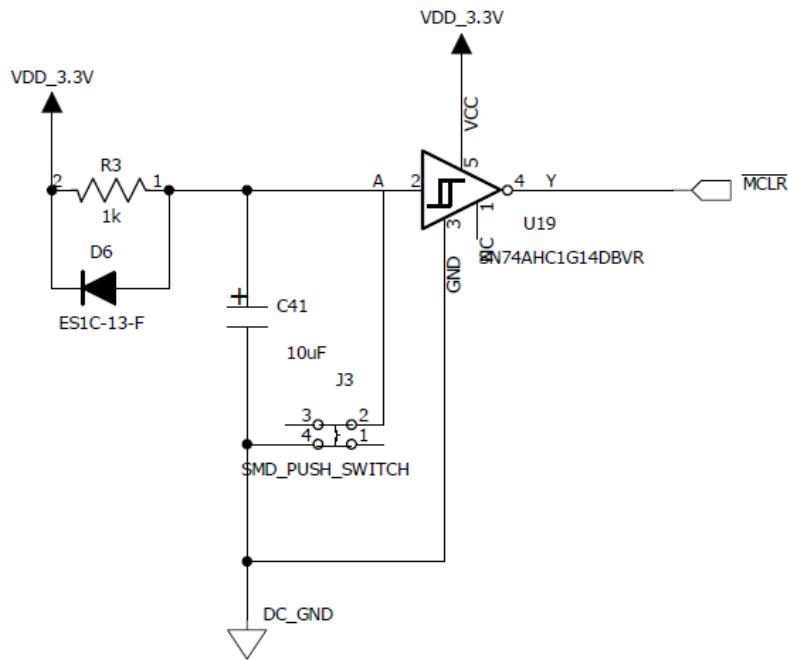 VDD_3.3V
VDD_3.3V
VCC
R3
2 1
1k
A 2 5 4 Y
MCLR
1
3
U19
D6
NC
SN74AHC1G14DBVR
GND
ES1C-13-F
+
C41
10uF
J3
3 2
4 1
SMD_PUSH_SWITCH
DC_GND